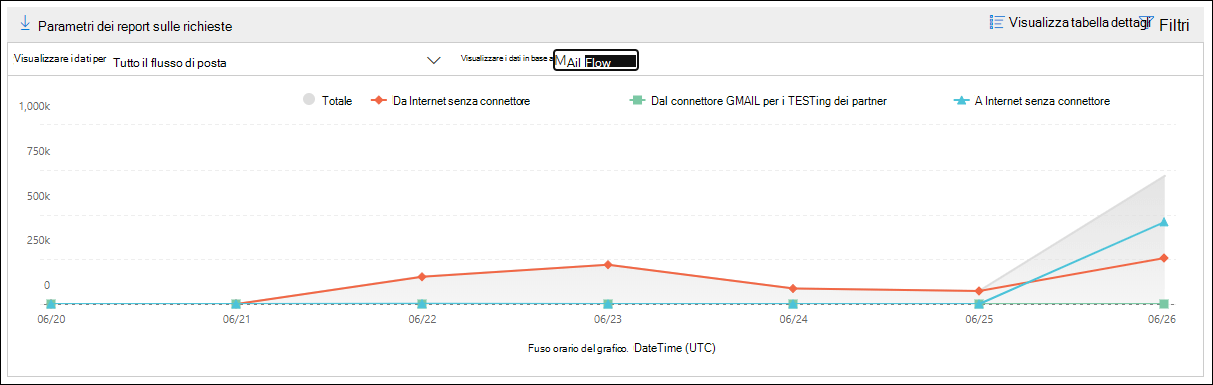 Parametri dei report sulle richieste
Visualizza tabella dettagli Filtri
Visualizzare i dati per Tutto il flusso di posta Visualizzare i dati in base a MAil Flow
Totale Da Internet senza connettore Dal connettore GMAIL per i TESTing dei partner A Internet senza connettore
1,000k
750k
500k
250k
0
06/20 06/21 06/22 06/23 06/24 06/25 06/26
Fuso orario del grafico. DateTime (UTC)